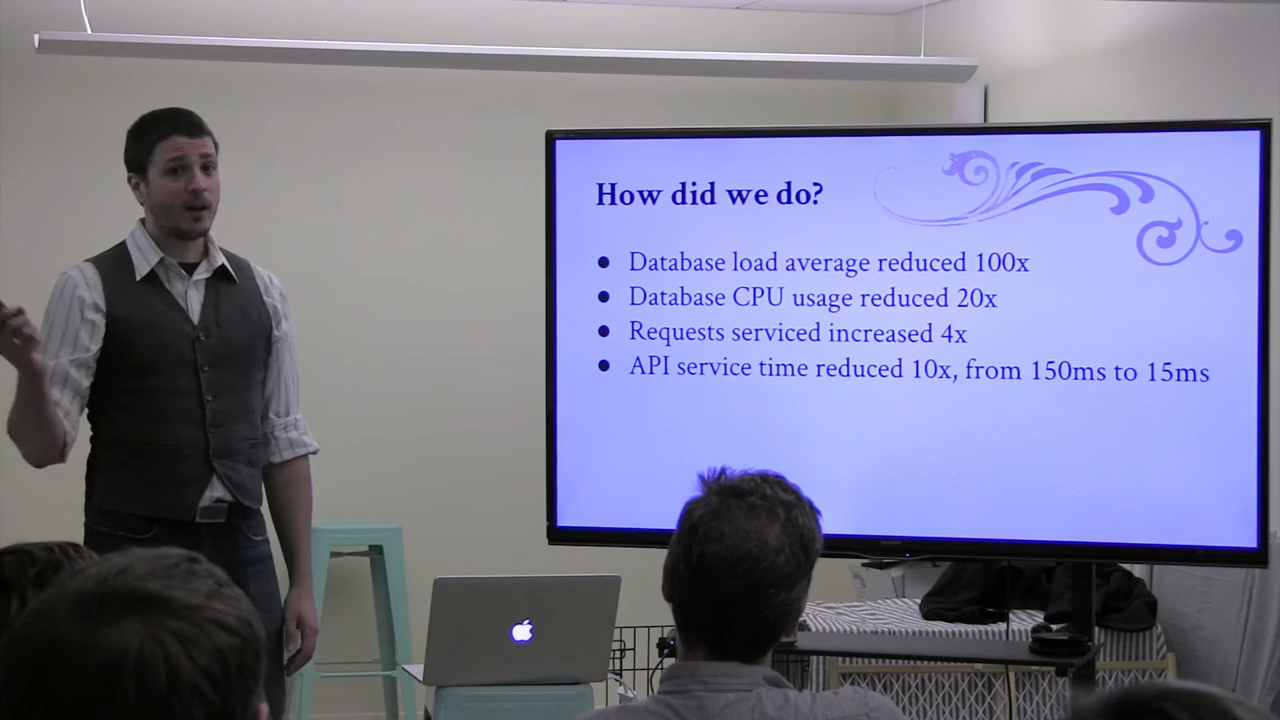 How did we do?
● Database load average reduced 100x
● Database CPU usage reduced 20x
● Requests serviced increased 4x
● API service time reduced 10x, from 150ms to 15ms